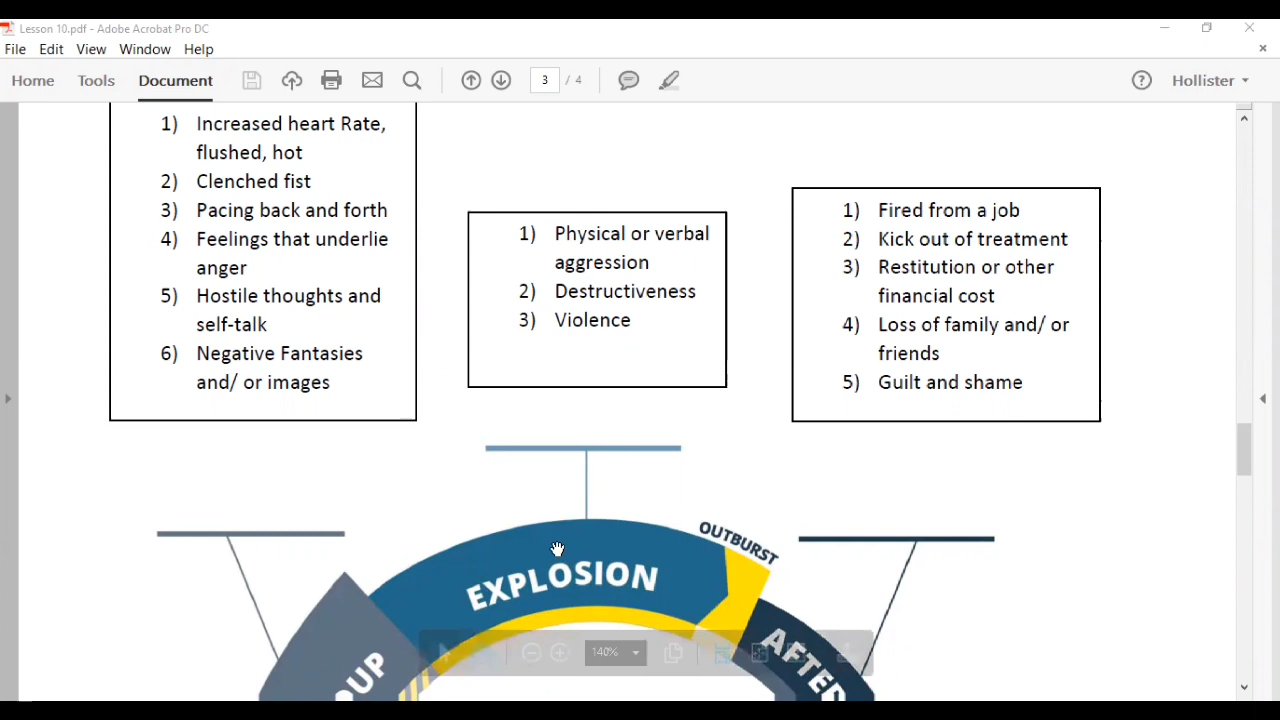 Lesson 10.pdf - Adobe Acrobat Pro DC
File Edit View Window Help
Home Tools Document 3 / 4 Hollister
1) Increased heart Rate,
flushed, hot
2) Clenched fist
3) Pacing back and forth
4) Feelings that underlie
anger
5) Hostile thoughts and
self-talk
6) Negative Fantasies
and/ or images
1) Physical or verbal
aggression
2) Destructiveness
3) Violence
1) Fired from a job
2) Kick out of treatment
3) Restitution or other
financial cost
4) Loss of family and/ or
friends
5) Guilt and shame
EXPLOSION
OUTBURST
UP
AFTER
140%